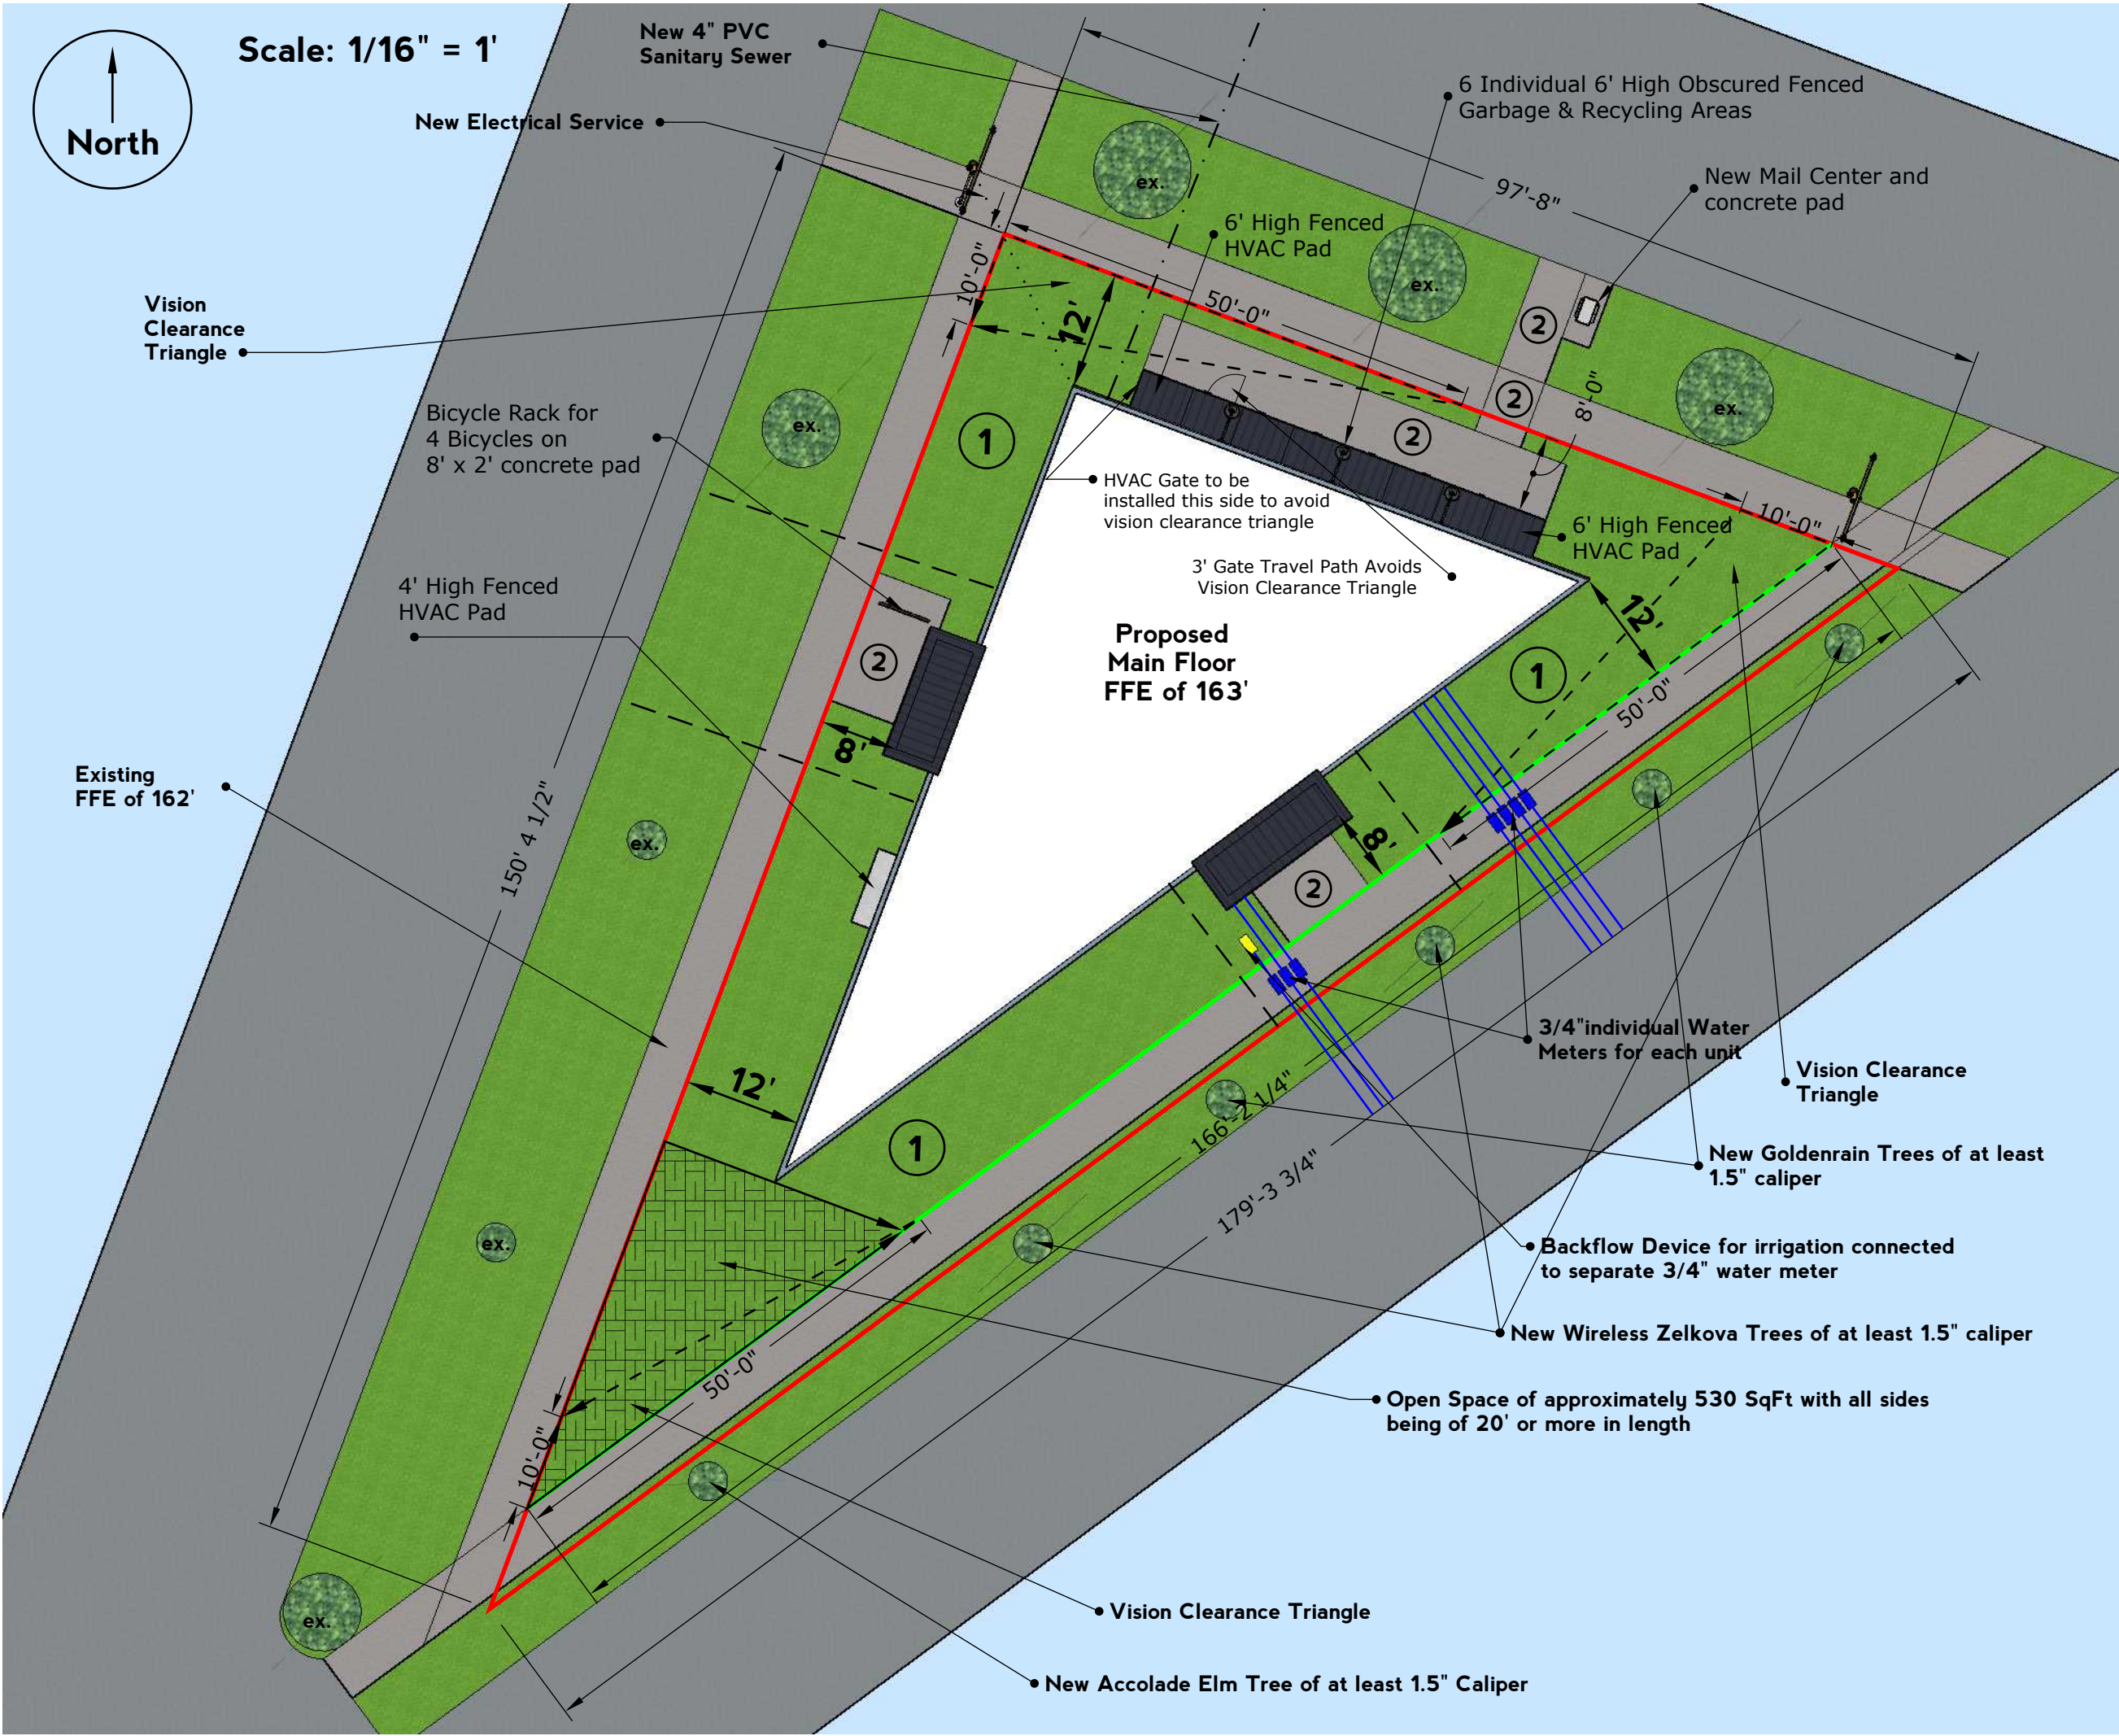 Scale: 1/16" = 1'
North
New 4" PVC
Sanitary Sewer
New Electrical Service
6 Individual 6' High Obscured Fenced
Garbage & Recycling Areas
97'-8"
New Mail Center and
concrete pad
6' High Fenced
HVAC Pad
ex.
ex.
ex.
ex.
ex.
ex.
ex.
Vision
Clearance
Triangle
10'-0"
12'
50'-0"
2
2
2
8'-0"
1
Bicycle Rack for
4 Bicycles on
8' x 2' concrete pad
HVAC Gate to be
installed this side to avoid
vision clearance triangle
3' Gate Travel Path Avoids
Vision Clearance Triangle
6' High Fenced
HVAC Pad
10'-0"
4' High Fenced
HVAC Pad
2
Proposed
Main Floor
FFE of 163'
12'
1
50'-0"
8'
Existing
FFE of 162'
150' 4 1/2"
8'
2
3/4"individual Water
Meters for each unit
Vision Clearance
Triangle
12'
1
166'-2 1/4"
179'-3 3/4"
New Goldenrain Trees of at least
1.5" caliper
Backflow Device for irrigation connected
to separate 3/4" water meter
New Wireless Zelkova Trees of at least 1.5" caliper
50'-0"
10'-0"
Open Space of approximately 530 SqFt with all sides
being of 20' or more in length
Vision Clearance Triangle
New Accolade Elm Tree of at least 1.5" Caliper